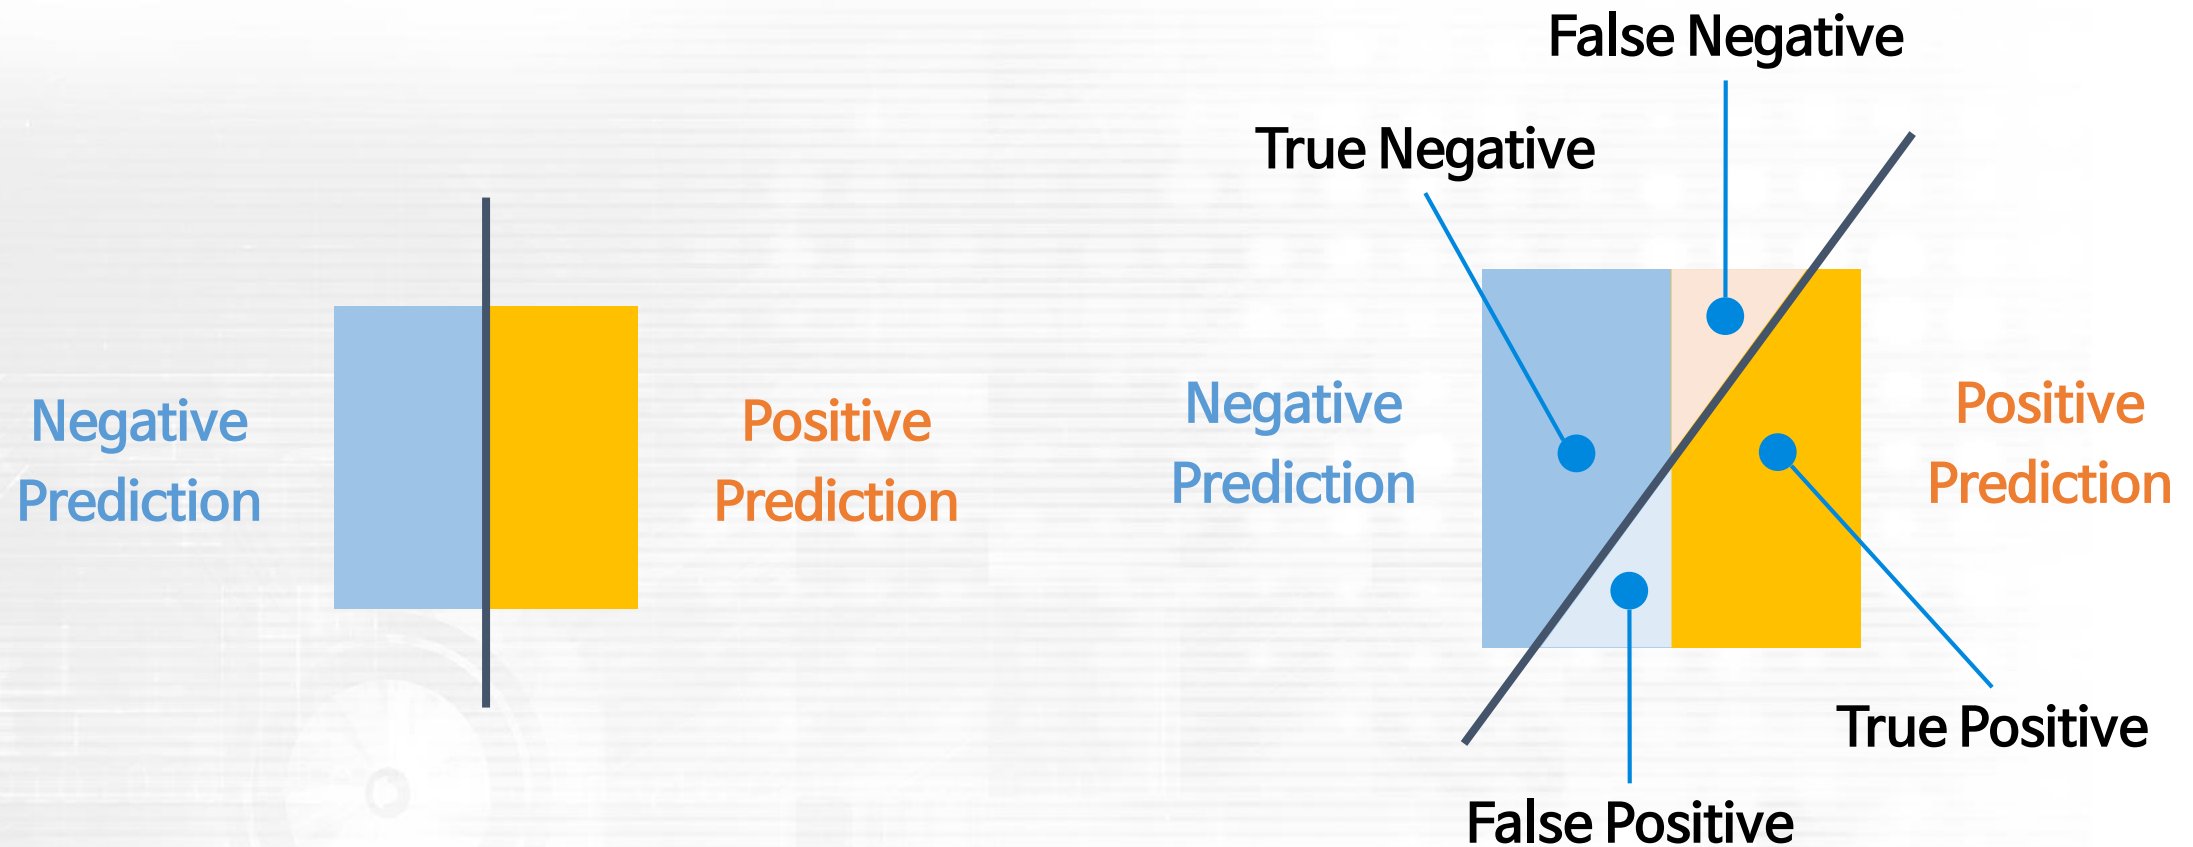 Negative
Prediction
Positive
Prediction
False Negative
True Negative
Negative
Prediction
Positive
Prediction
True Positive
False Positive